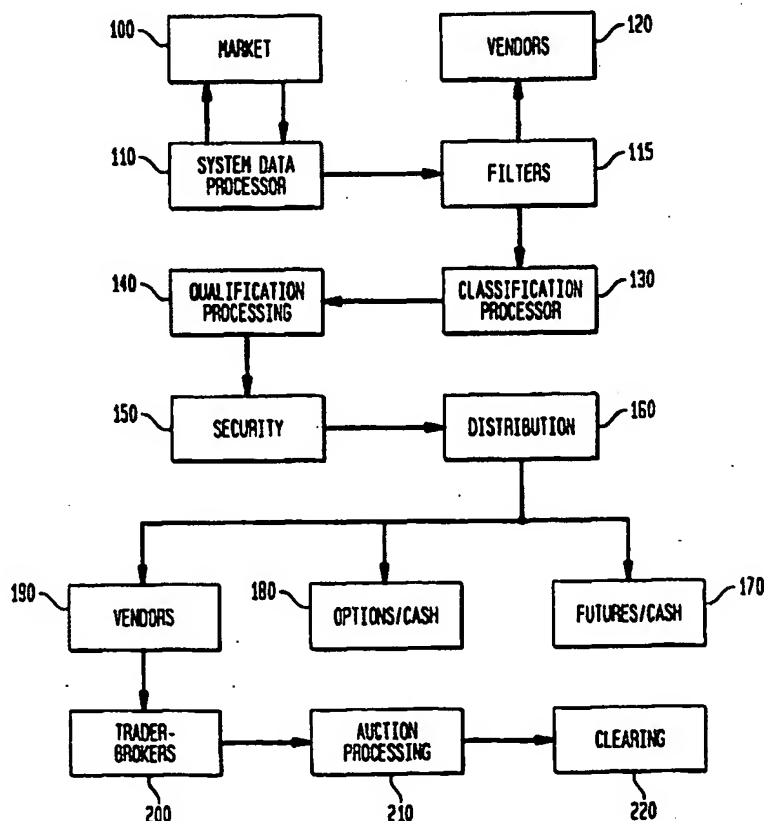 100
MARKET
VENDORS
120
110
SYSTEM DATA
PROCESSOR
FILTERS
115
140
QUALIFICATION
PROCESSING
CLASSIFICATION
PROCESSOR
130
150
SECURITY
DISTRIBUTION
160
190
VENDORS
180
OPTIONS/CASH
FUTURES/CASH
170
TRADER-
BROKERS
AUCTION
PROCESSING
CLEARING
200
210
220